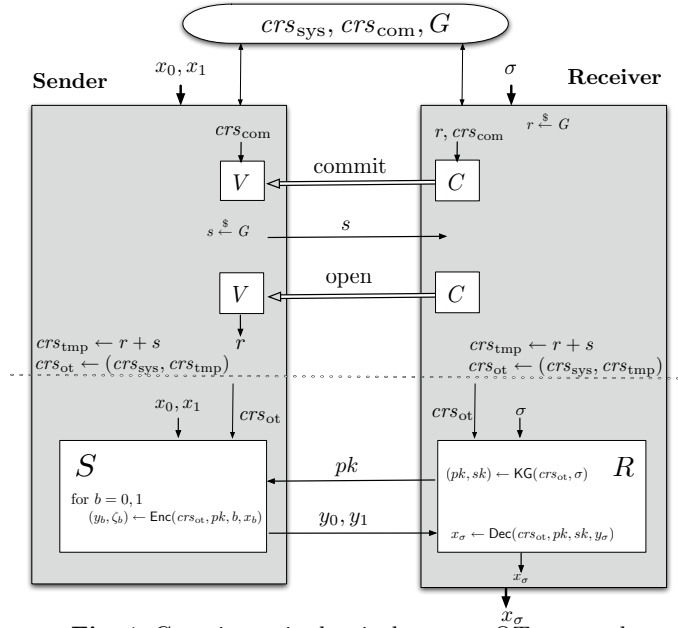 crs_sys, crs_com, G
Sender
x_0, x_1
σ
Receiver
crs_com
r, crs_com
r ←$ G
V
commit
C
s ←$ G
s
V
open
C
r
crs_tmp ← r + s
crs_ot ← (crs_sys, crs_tmp)
crs_tmp ← r + s
crs_ot ← (crs_sys, crs_tmp)
x_0, x_1
crs_ot
crs_ot
σ
S
for b = 0, 1
(y_b, ζ_b) ← Enc(crs_ot, pk, b, x_b)
pk
y_0, y_1
(pk, sk) ← KG(crs_ot, σ)
R
x_σ ← Dec(crs_ot, pk, sk, y_σ)
x_σ
x_σ